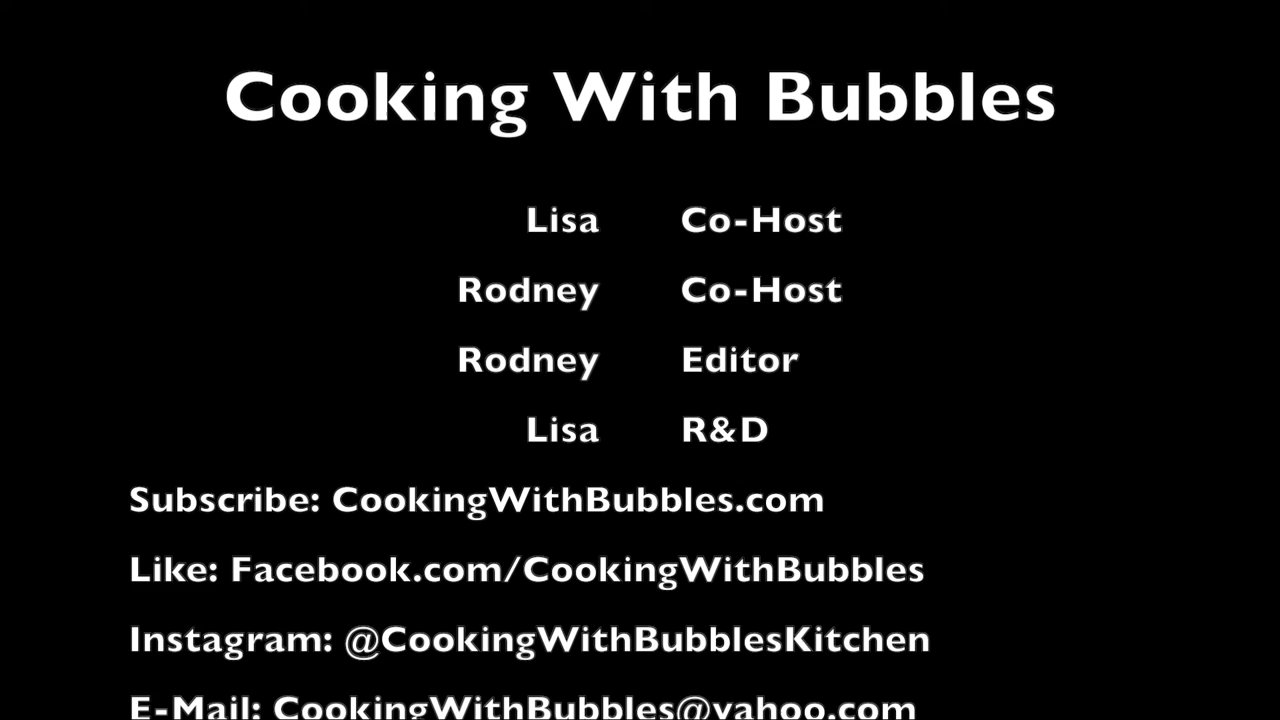 Cooking With Bubbles
Lisa Co-Host
Rodney Co-Host
Rodney Editor
Lisa R&D
Subscribe: CookingWithBubbles.com
Like: Facebook.com/CookingWithBubbles
Instagram: @CookingWithBubblesKitchen
E-Mail: CookingWithBubbles@yahoo.com